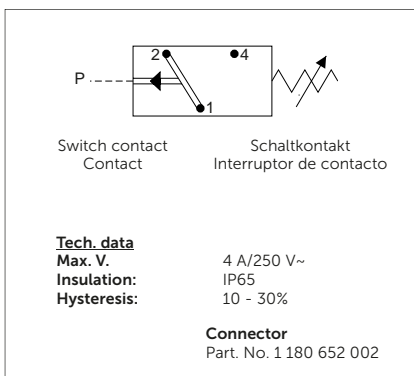 2 4
P
1
Switch contact Schaltkontakt
Contact Interruptor de contacto
Tech. data
Max. V. 4 A/250 V~
Insulation: IP65
Hysteresis: 10 - 30%
Connector
Part. No. 1 180 652 002